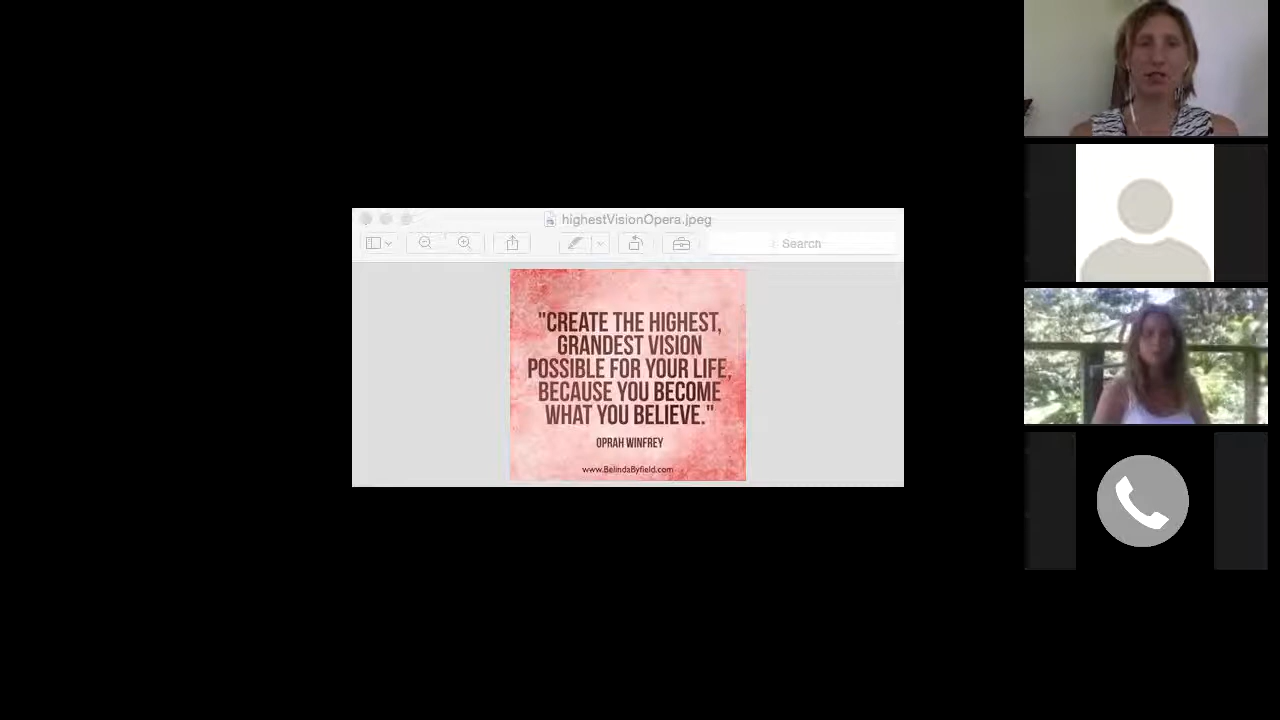 highestVisionOpera.jpeg
Search
"CREATE THE HIGHEST,
GRANDEST VISION
POSSIBLE FOR YOUR LIFE,
BECAUSE YOU BECOME
WHAT YOU BELIEVE."
OPRAH WINFREY
www.BelindaByfield.com